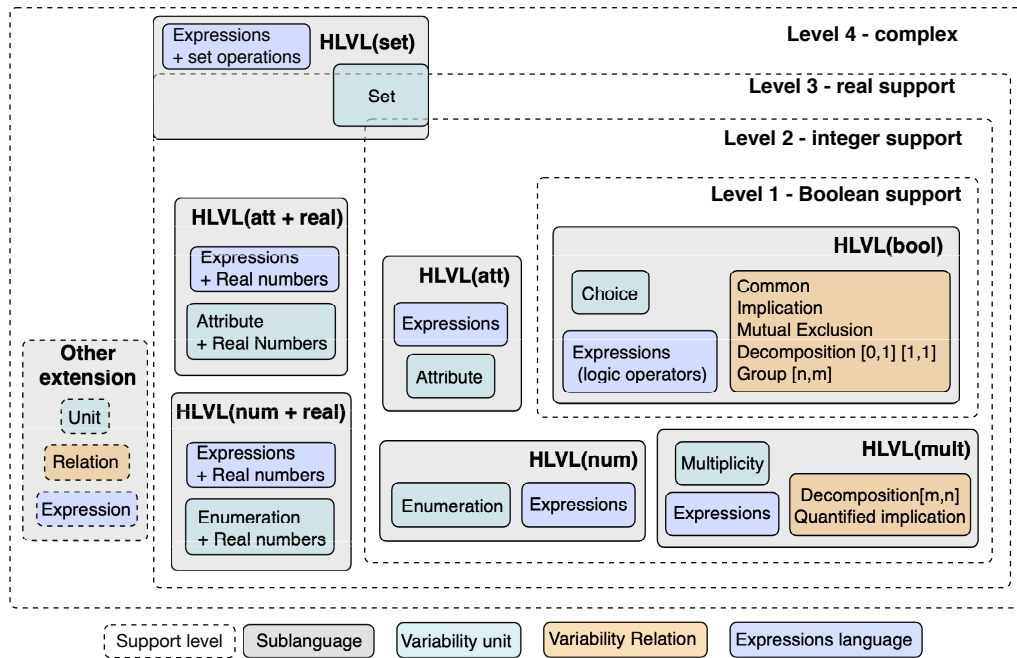 Expressions
+ set operations
HLVL(set)
Set
Level 4 - complex
Level 3 - real support
Level 2 - integer support
Level 1 - Boolean support
HLVL(att + real)
Expressions
+ Real numbers
Attribute
+ Real Numbers
HLVL(att)
Expressions
Attribute
HLVL(bool)
Choice
Expressions
(logic operators)
Common
Implication
Mutual Exclusion
Decomposition [0,1] [1,1]
Group [n,m]
Other
extension
Unit
Relation
Expression
HLVL(num + real)
Expressions
+ Real numbers
Enumeration
+ Real numbers
HLVL(num)
Enumeration
Expressions
HLVL(mult)
Multiplicity
Expressions
Decomposition[m,n]
Quantified implication
Support level
Sublanguage
Variability unit
Variability Relation
Expressions language